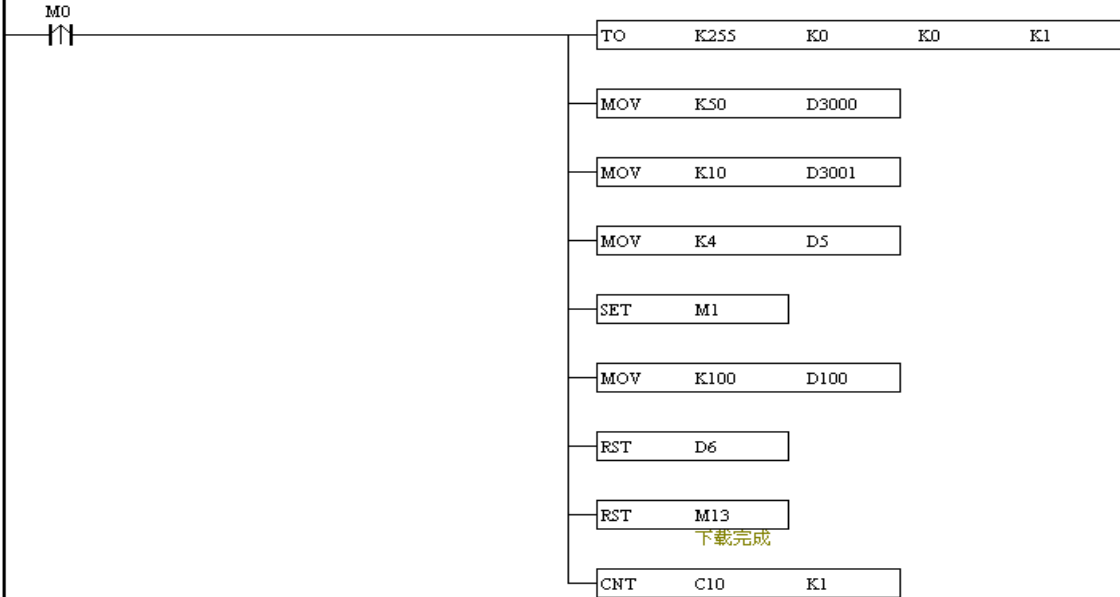 M0
TO K255 K0 K0 K1
MOV K50 D3000
MOV K10 D3001
MOV K4 D5
SET M1
MOV K100 D100
RST D6
RST M13
下载完成
CNT C10 K1